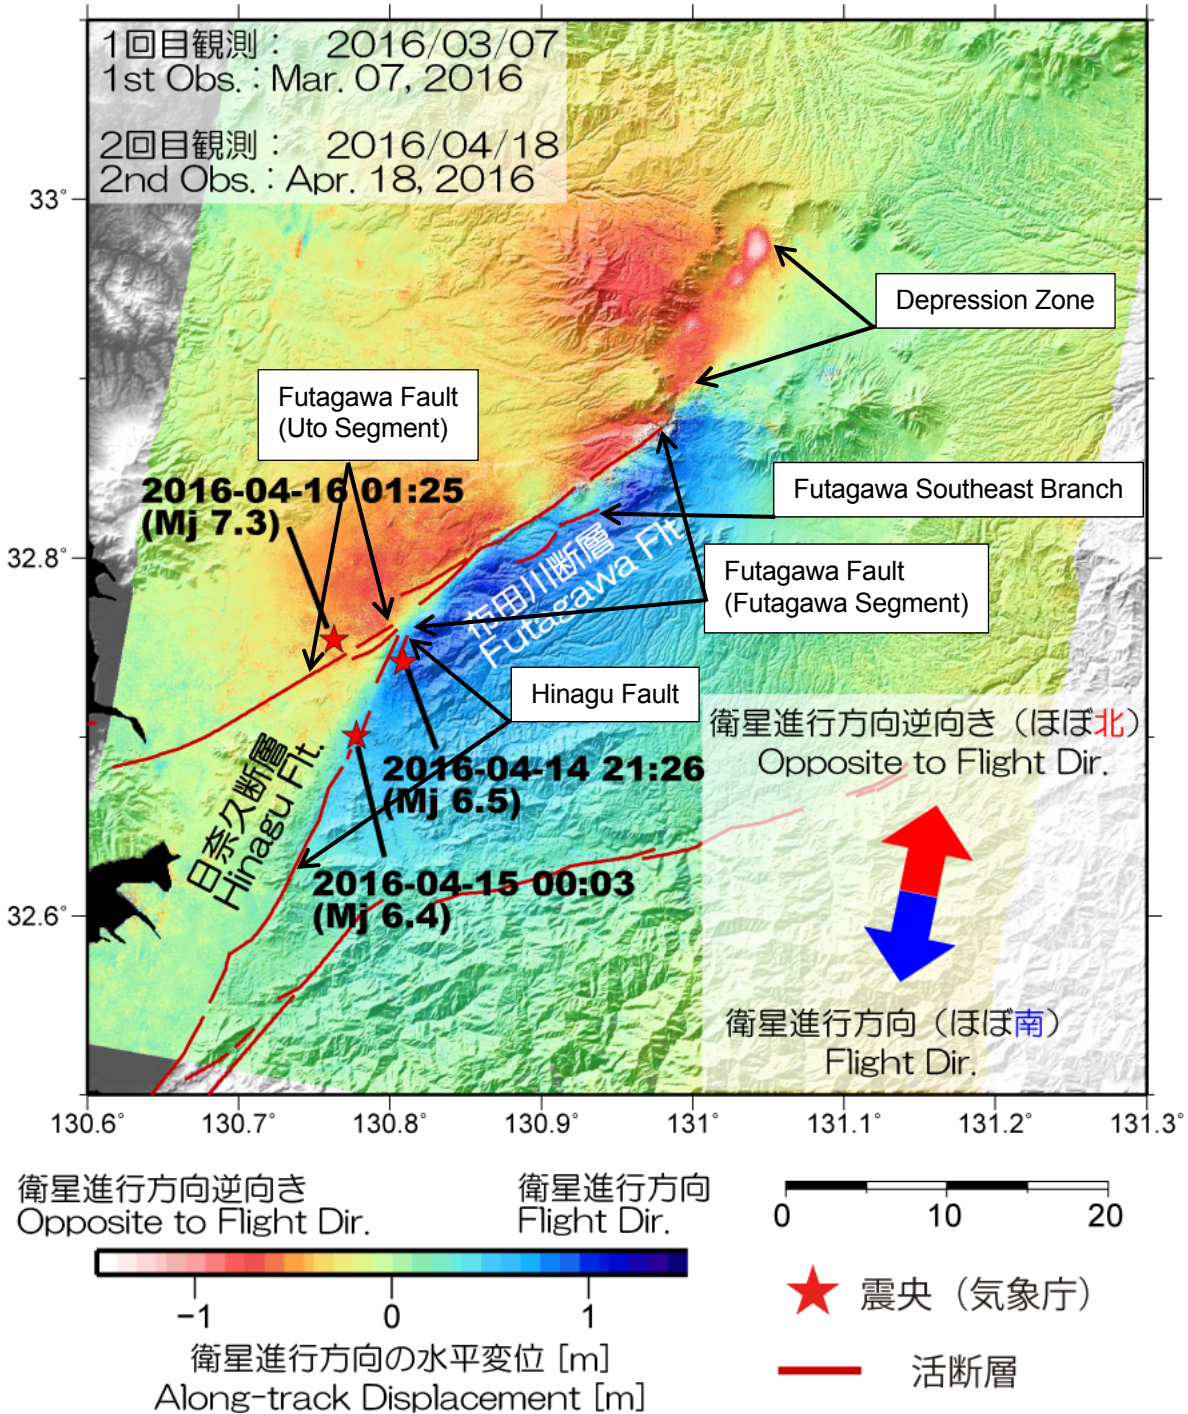 1回目観測： 2016/03/07
1st Obs. : Mar. 07, 2016
2回目観測： 2016/04/18
2nd Obs. : Apr. 18, 2016
33°
32.8°
32.6°
Depression Zone
Futagawa Fault
(Uto Segment)
2016-04-16 01:25
(Mj 7.3)
Futagawa Southeast Branch
布田川断層
Futagawa Flt.
Futagawa Fault
(Futagawa Segment)
Hinagu Fault
日奈久断層
Hinagu Flt.
2016-04-14 21:26
(Mj 6.5)
2016-04-15 00:03
(Mj 6.4)
衛星進行方向逆向き（ほぼ北）
Opposite to Flight Dir.
衛星進行方向（ほぼ南）
Flight Dir.
130.6° 130.7° 130.8° 130.9° 131° 131.1° 131.2° 131.3°
衛星進行方向逆向き
Opposite to Flight Dir.
衛星進行方向
Flight Dir.
−1 0 1
衛星進行方向の水平変位 [m]
Along-track Displacement [m]
0 10 20
震央（気象庁）
活断層